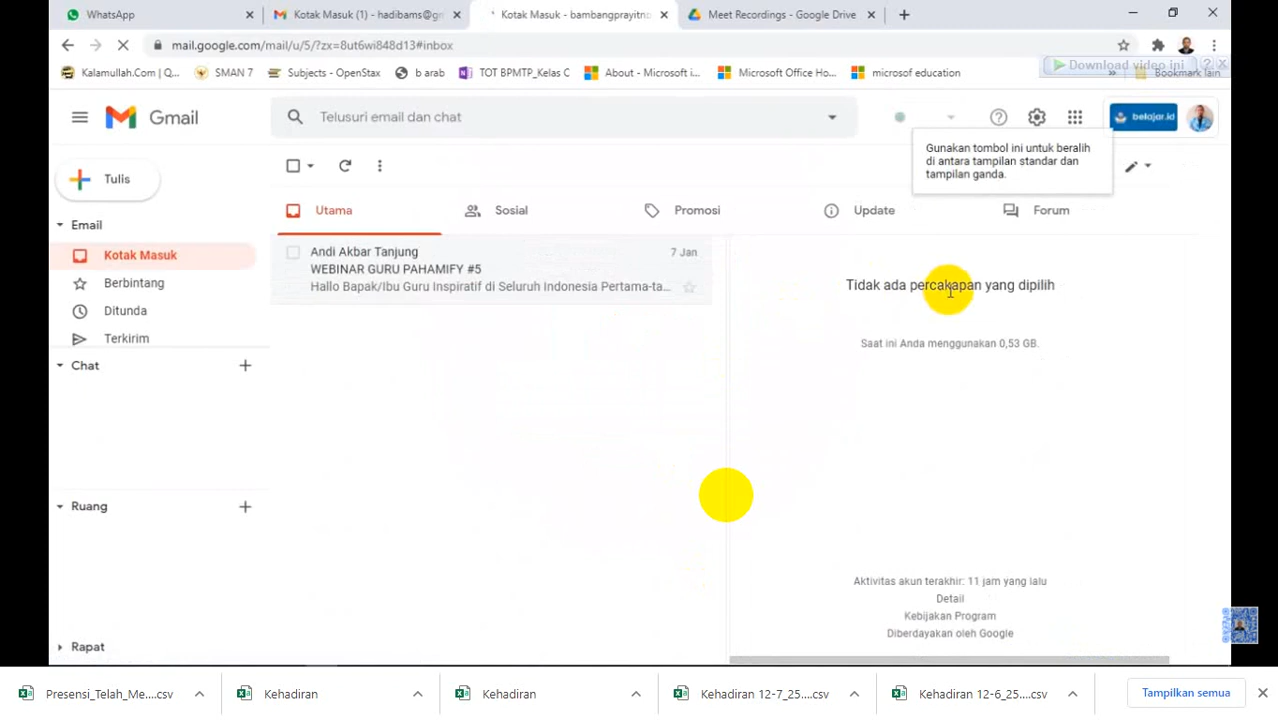 WhatsApp
Kotak Masuk (1) - hadibams@gm
Kotak Masuk - bambangprayitno
Meet Recordings - Google Drive
mail.google.com/mail/u/5/?zx=8ut6wi848d13#inbox
Kalamullah.Com | Q...
SMAN 7
Subjects - OpenStax
b arab
TOT BPMTP_Kelas C
About - Microsoft i...
Microsoft Office Ho...
microsof education
Download video ini
?
»
Bookmark lain
Gmail
Telusuri email dan chat
belajar.id
Gunakan tombol ini untuk beralih
di antara tampilan standar dan
tampilan ganda.
Tulis
Utama
Sosial
Promosi
Update
Forum
Email
Kotak Masuk
Berbintang
Ditunda
Terkirim
Chat
Ruang
Rapat
Andi Akbar Tanjung
7 Jan
WEBINAR GURU PAHAMIFY #5
Hallo Bapak/Ibu Guru Inspiratif di Seluruh Indonesia Pertama-ta...
Tidak ada percakapan yang dipilih
Saat ini Anda menggunakan 0,53 GB.
Aktivitas akun terakhir: 11 jam yang lalu
Detail
Kebijakan Program
Diberdayakan oleh Google
Presensi_Telah_Me....csv
Kehadiran
Kehadiran
Kehadiran 12-7_25....csv
Kehadiran 12-6_25....csv
Tampilkan semua